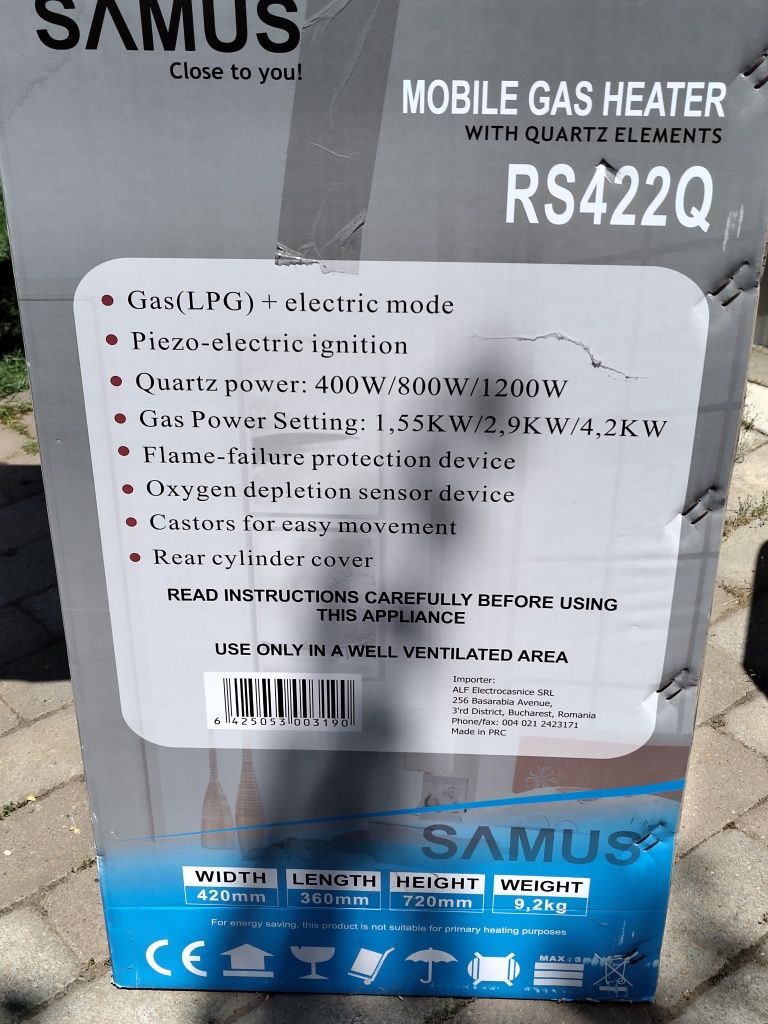 SAMUS
Close to you!
MOBILE GAS HEATER
WITH QUARTZ ELEMENTS
RS422Q
Gas(LPG) + electric mode
Piezo-electric ignition
Quartz power: 400W/800W/1200W
Gas Power Setting: 1,55KW/2,9KW/4,2KW
Flame-failure protection device
Oxygen depletion sensor device
Castors for easy movement
Rear cylinder cover
READ INSTRUCTIONS CAREFULLY BEFORE USING
THIS APPLIANCE
USE ONLY IN A WELL VENTILATED AREA
6 425053 003190
Importer:
ALF Electrocasnice SRL
256 Basarabia Avenue,
3'rd District, Bucharest, Romania
Phone/fax: 004 021 2423171
Made in PRC
SAMUS
WIDTH LENGTH HEIGHT WEIGHT
420mm 360mm 720mm 9,2kg
For energy saving, this product is not suitable for primary heating purposes
CE
MAX :